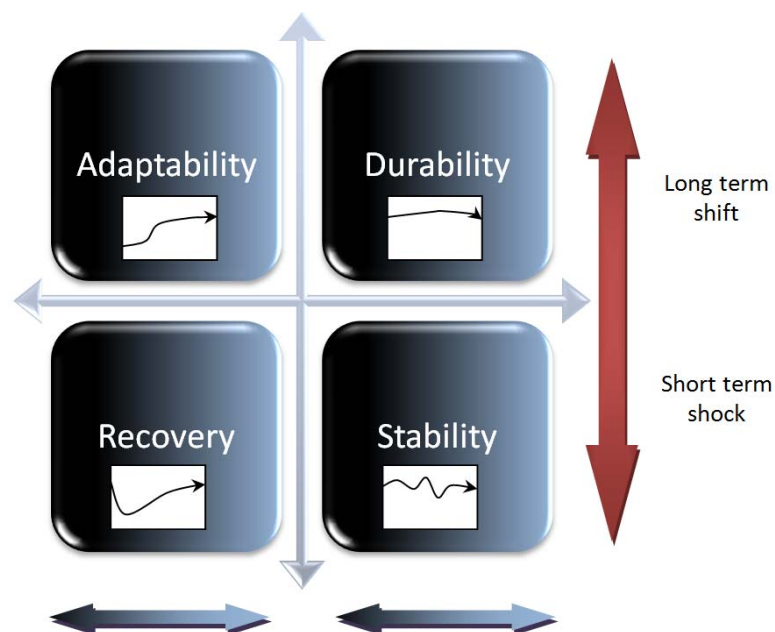 Adaptability
Durability
Long term
shift
Recovery
Stability
Short term
shock